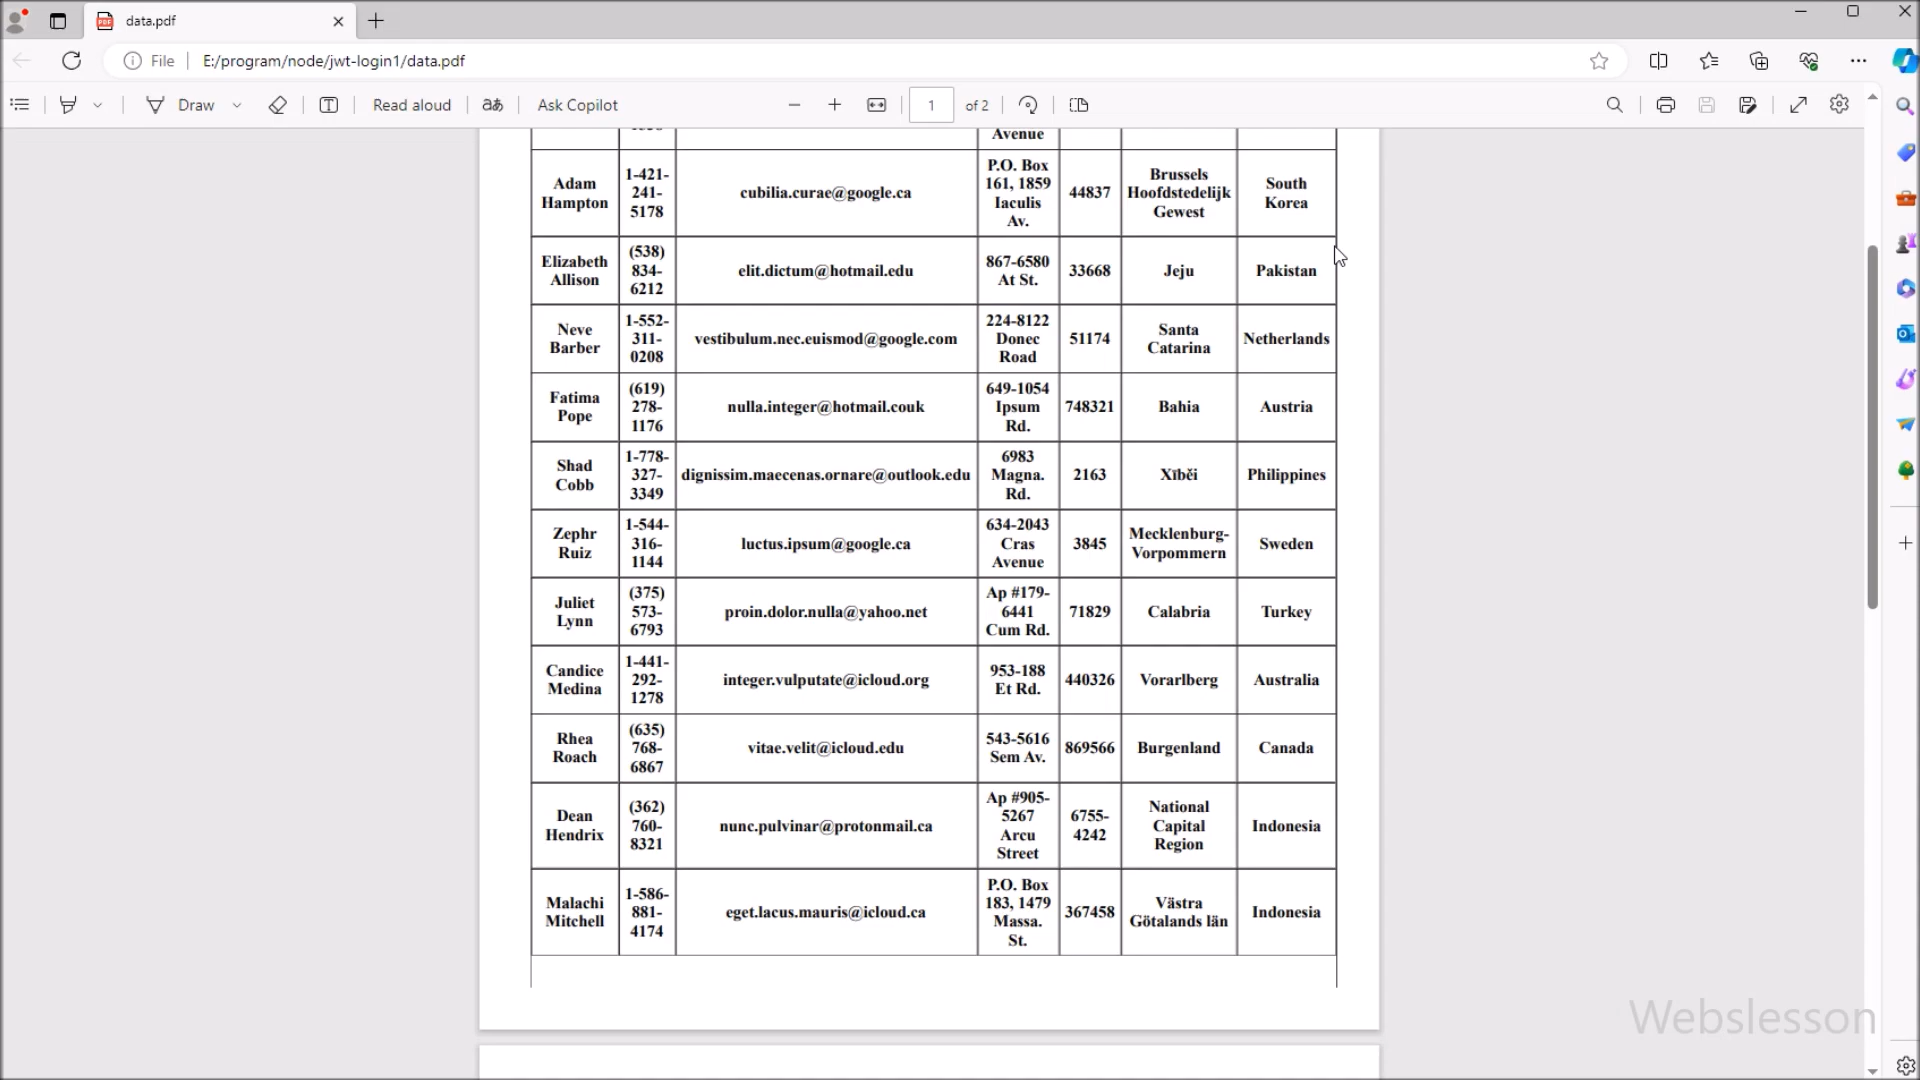 data.pdf
File
E:/program/node/jwt-login1/data.pdf
Draw
Read aloud
Ask Copilot
1
of 2
Avenue
Adam
Hampton
1-421-
241-
5178
cubilia.curae@google.ca
P.O. Box
161, 1859
Iaculis
Av.
44837
Brussels
Hoofdstedelijk
Gewest
South
Korea
Elizabeth
Allison
(538)
834-
6212
elit.dictum@hotmail.edu
867-6580
At St.
33668
Jeju
Pakistan
Neve
Barber
1-552-
311-
0208
vestibulum.nec.euismod@google.com
224-8122
Donec
Road
51174
Santa
Catarina
Netherlands
Fatima
Pope
(619)
278-
1176
nulla.integer@hotmail.couk
649-1054
Ipsum
Rd.
748321
Bahia
Austria
Shad
Cobb
1-778-
327-
3349
dignissim.maecenas.ornare@outlook.edu
6983
Magna.
Rd.
2163
Xīběi
Philippines
Zephr
Ruiz
1-544-
316-
1144
luctus.ipsum@google.ca
634-2043
Cras
Avenue
3845
Mecklenburg-
Vorpommern
Sweden
Juliet
Lynn
(375)
573-
6793
proin.dolor.nulla@yahoo.net
Ap #179-
6441
Cum Rd.
71829
Calabria
Turkey
Candice
Medina
1-441-
292-
1278
integer.vulputate@icloud.org
953-188
Et Rd.
440326
Vorarlberg
Australia
Rhea
Roach
(635)
768-
6867
vitae.velit@icloud.edu
543-5616
Sem Av.
869566
Burgenland
Canada
Dean
Hendrix
(362)
760-
8321
nunc.pulvinar@protonmail.ca
Ap #905-
5267
Arcu
Street
6755-
4242
National
Capital
Region
Indonesia
Malachi
Mitchell
1-586-
881-
4174
eget.lacus.mauris@icloud.ca
P.O. Box
183, 1479
Massa.
St.
367458
Västra
Götalands län
Indonesia
Webslesson